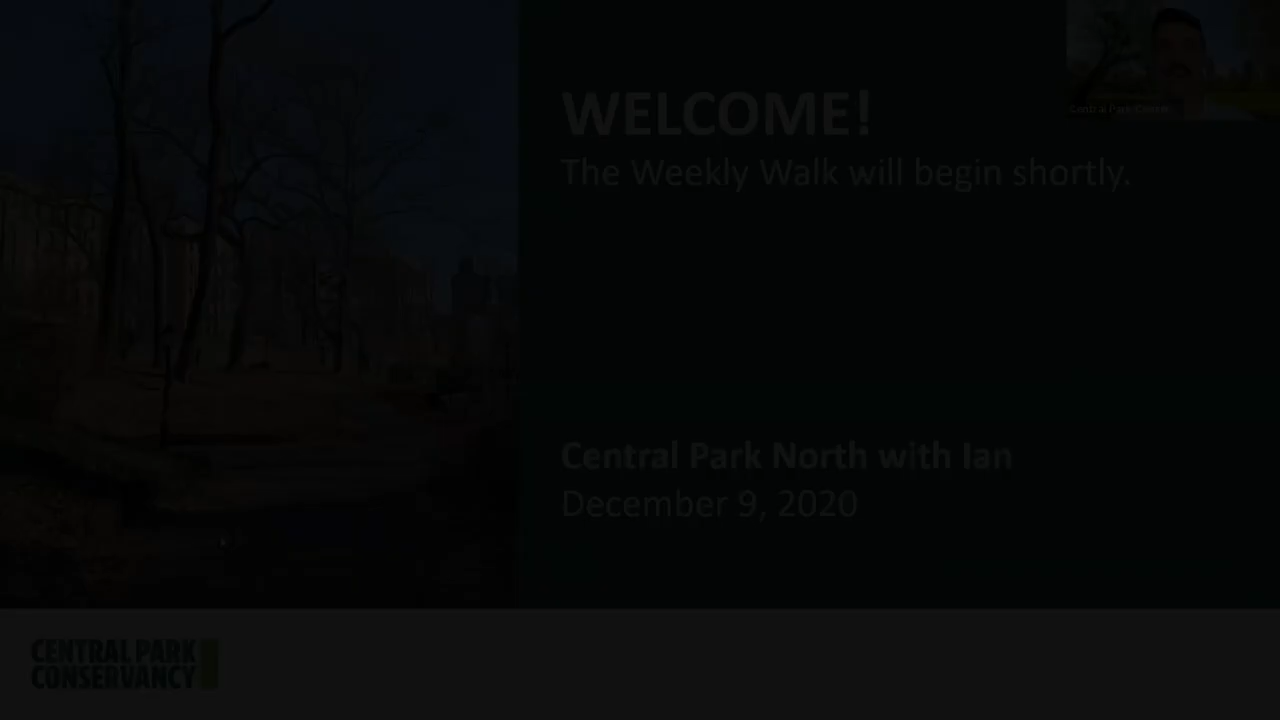 WELCOME!
The Weekly Walk will begin shortly.
Central Park North with Ian
December 9, 2020
CENTRAL PARK
CONSERVANCY